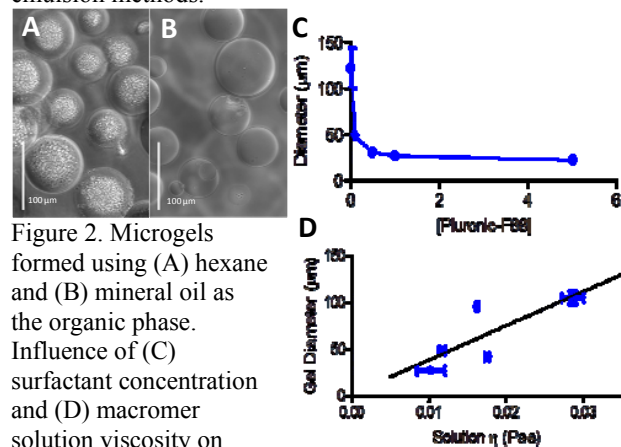 emulsion methods.
A
B
100 µm
100 µm
C
150
100
50
0
Diameter (µm)
0 2 4 6
[Pluronic-F68]
Figure 2. Microgels
formed using (A) hexane
and (B) mineral oil as
the organic phase.
Influence of (C)
surfactant concentration
and (D) macromer
solution viscosity on
D
150
100
50
0
Gel Diameter (µm)
0.00 0.01 0.02 0.03
Solution η (Pas)